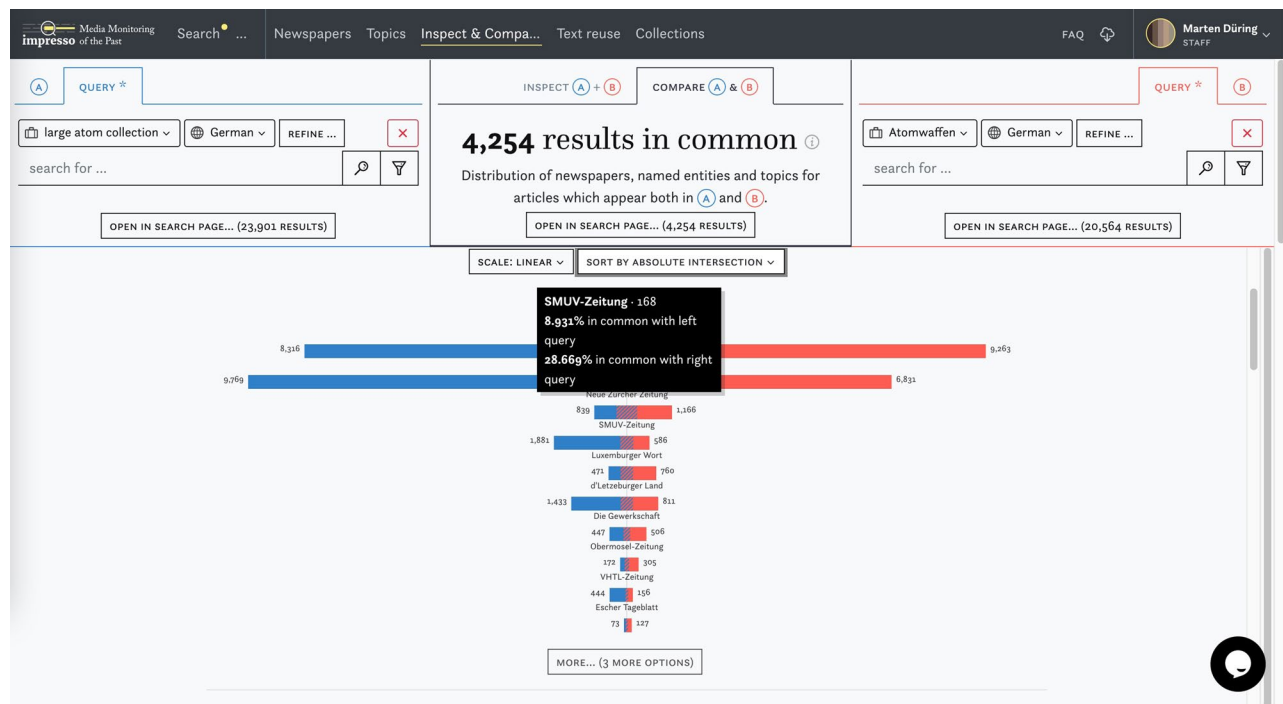 impresso Media Monitoring of the Past
Search ...
Newspapers Topics Inspect & Compa... Text reuse Collections
FAQ
Marten Düring
STAFF
A QUERY *
INSPECT A + B COMPARE A & B
QUERY * B
large atom collection German REFINE ...
4,254 results in common
Atomwaffen German REFINE ...
search for ...
Distribution of newspapers, named entities and topics for
articles which appear both in A and B.
search for ...
OPEN IN SEARCH PAGE... (23,901 RESULTS)
OPEN IN SEARCH PAGE... (4,254 RESULTS)
OPEN IN SEARCH PAGE... (20,564 RESULTS)
SCALE: LINEAR SORT BY ABSOLUTE INTERSECTION
SMUV-Zeitung · 168
8.931% in common with left
query
28.669% in common with right
query
8,316 9,263
9,769 6,831
Neue Zürcher Zeitung
839 1,166
SMUV-Zeitung
1,881 586
Luxemburger Wort
471 760
d'Letzeburger Land
1,433 811
Die Gewerkschaft
447 506
Obermosel-Zeitung
172 305
VHTL-Zeitung
444 156
Escher Tageblatt
73 127
MORE... (3 MORE OPTIONS)